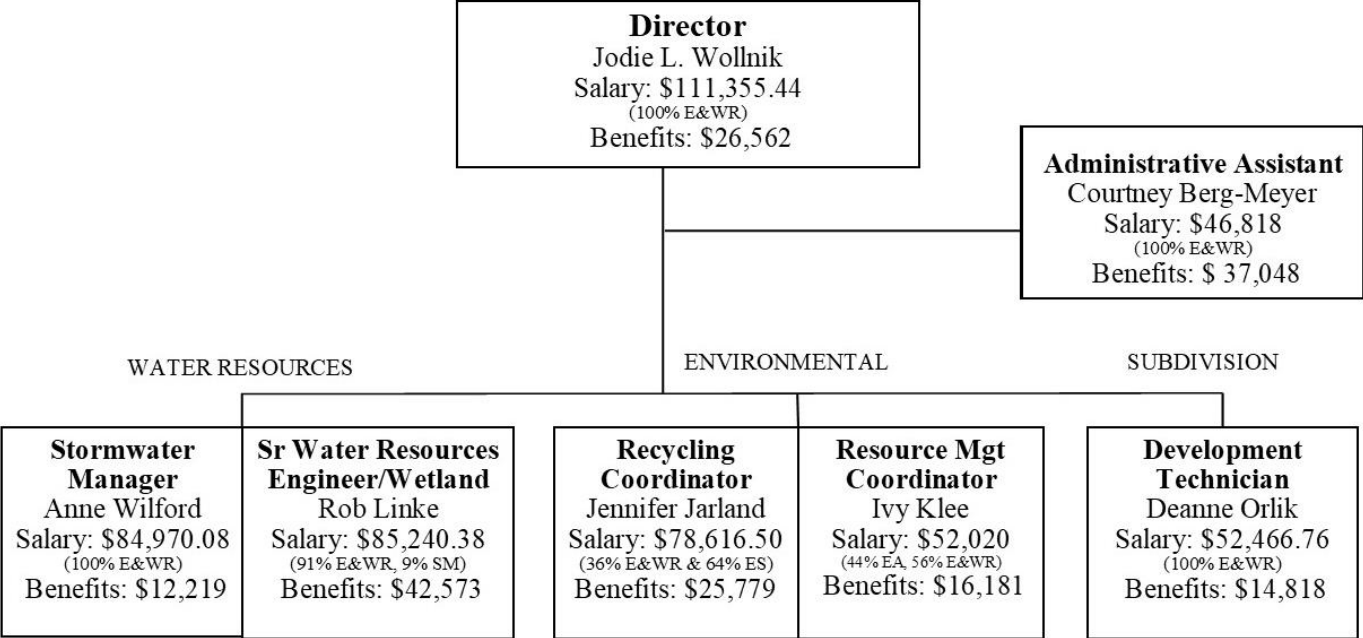 Director
Jodie L. Wollnik
Salary: $111,355.44
(100% E&WR)
Benefits: $26,562
Administrative Assistant
Courtney Berg-Meyer
Salary: $46,818
(100% E&WR)
Benefits: $ 37,048
WATER RESOURCES
ENVIRONMENTAL
SUBDIVISION
Stormwater
Manager
Anne Wilford
Salary: $84,970.08
(100% E&WR)
Benefits: $12,219
Sr Water Resources
Engineer/Wetland
Rob Linke
Salary: $85,240.38
(91% E&WR, 9% SM)
Benefits: $42,573
Recycling
Coordinator
Jennifer Jarland
Salary: $78,616.50
(36% E&WR & 64% ES)
Benefits: $25,779
Resource Mgt
Coordinator
Ivy Klee
Salary: $52,020
(44% EA, 56% E&WR)
Benefits: $16,181
Development
Technician
Deanne Orlik
Salary: $52,466.76
(100% E&WR)
Benefits: $14,818